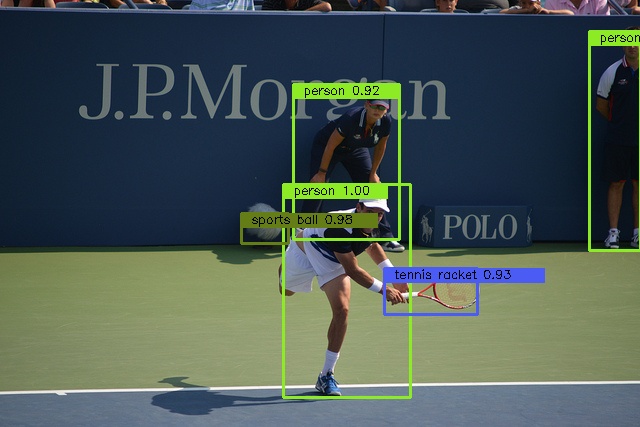 person
J.P.Morgan
person 0.92
person 1.00
sports ball 0.98
POLO
tennis racket 0.93